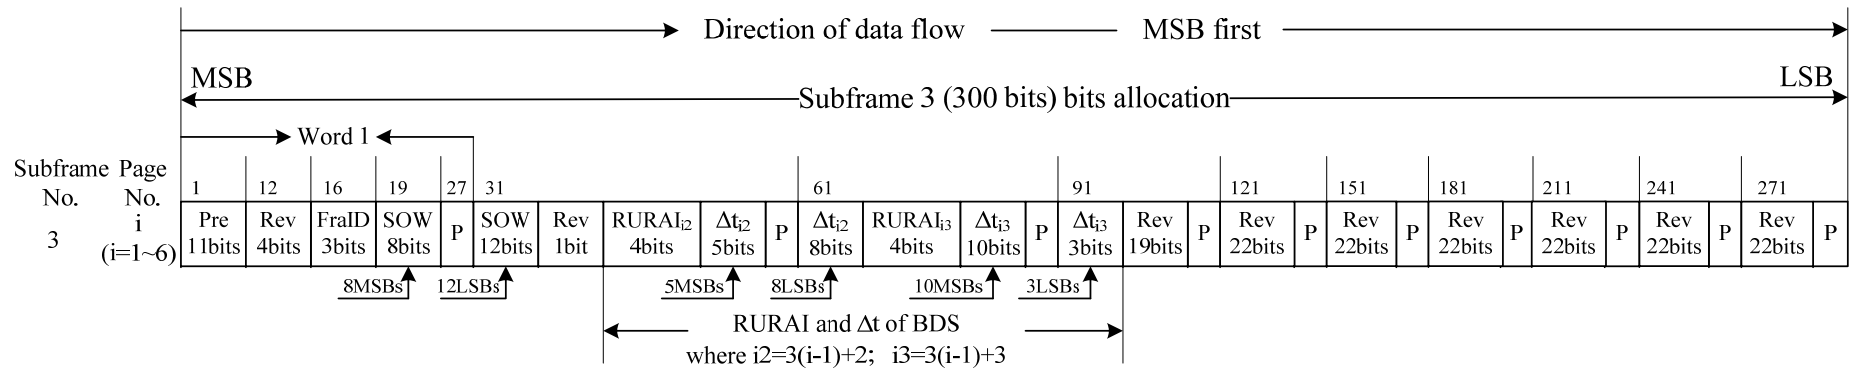 Direction of data flow MSB first
MSB LSB
Subframe 3 (300 bits) bits allocation
Word 1
Subframe Page
No. No.
3 i
(i=1~6)
1 12 16 19 27 31 61 91 121 151 181 211 241 271
Pre Rev FraID SOW P SOW Rev RURAIi2 Δti2 P Δti2 RURAIi3 Δti3 P Δti3 Rev P Rev P Rev P Rev P Rev P Rev P Rev P
11bits 4bits 3bits 8bits 12bits 1bit 4bits 5bits 8bits 4bits 10bits 3bits 19bits 22bits 22bits 22bits 22bits 22bits 22bits
8MSBs 12LSBs 5MSBs 8LSBs 10MSBs 3LSBs
RURAI and Δt of BDS
where i2=3(i-1)+2; i3=3(i-1)+3